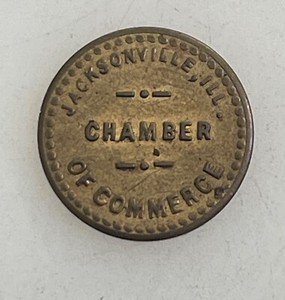 JACKSONVILLE, ILL.
CHAMBER
OF COMMERCE